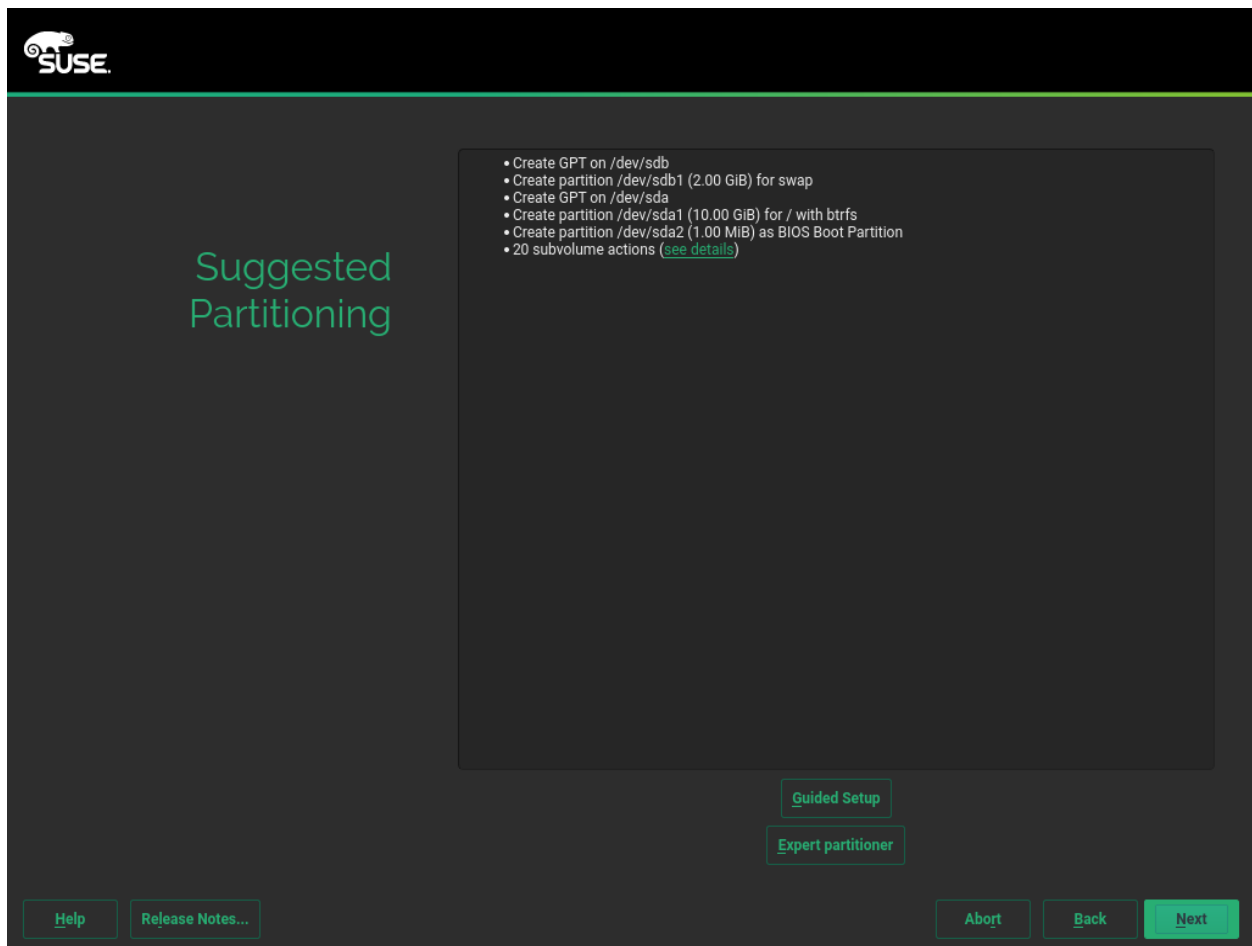 SUSE.
Suggested
Partitioning
• Create GPT on /dev/sdb
• Create partition /dev/sdb1 (2.00 GiB) for swap
• Create GPT on /dev/sda
• Create partition /dev/sda1 (10.00 GiB) for / with btrfs
• Create partition /dev/sda2 (1.00 MiB) as BIOS Boot Partition
• 20 subvolume actions (see details)
Guided Setup
Expert partitioner
Help
Release Notes...
Abort
Back
Next